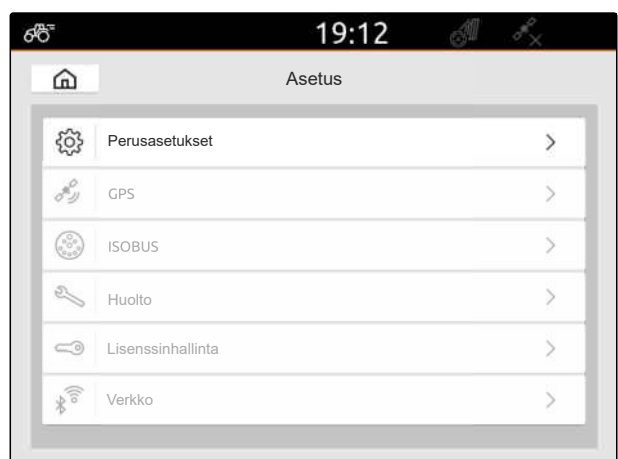 19:12
Asetus
Perusasetukset
GPS
ISOBUS
Huolto
Lisenssinhallinta
Verkko